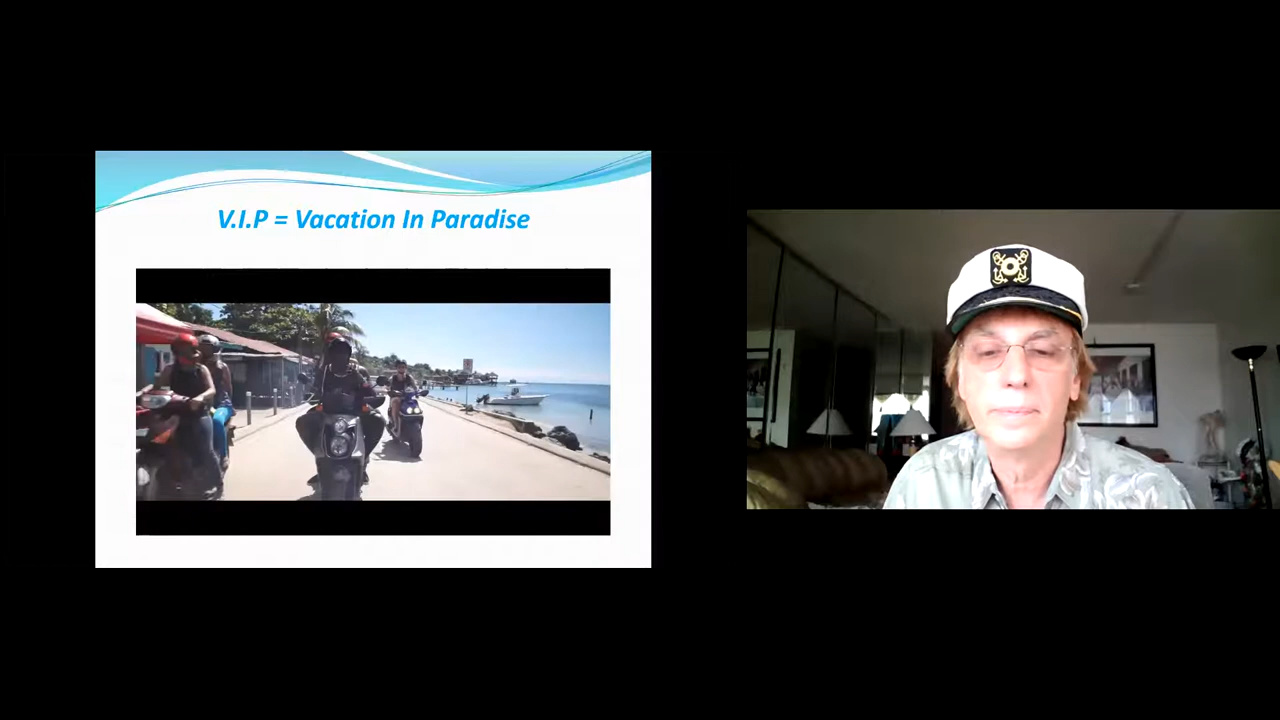 V.I.P = Vacation In Paradise